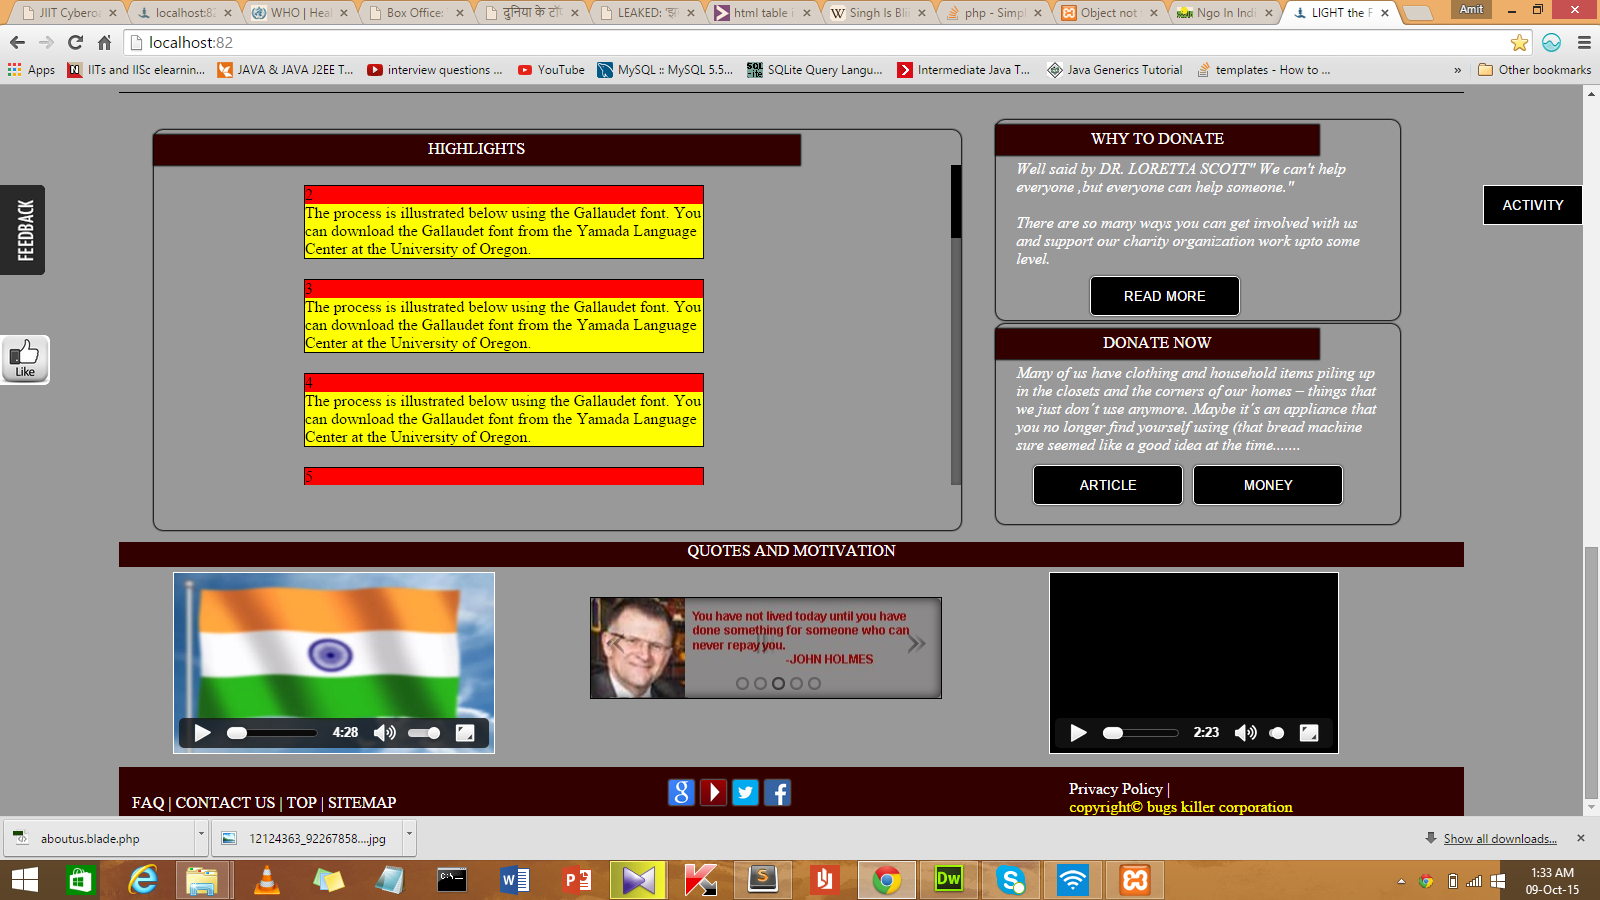 JIIT Cybero
localhost:82
WHO | Heal
Box Office:
दुनिया के टॉप
LEAKED: 'झ
html table i
Singh Is Bli
php - Simpl
Object not
Ngo In Indi
LIGHT the F
Amit
localhost:82
Apps
IITs and IISc elearnin...
JAVA & JAVA J2EE T...
interview questions ...
YouTube
MySQL :: MySQL 5.5...
SQLite Query Langu...
Intermediate Java T...
Java Generics Tutorial
templates - How to ...
»
Other bookmarks
HIGHLIGHTS
2
The process is illustrated below using the Gallaudet font. You
can download the Gallaudet font from the Yamada Language
Center at the University of Oregon.
3
The process is illustrated below using the Gallaudet font. You
can download the Gallaudet font from the Yamada Language
Center at the University of Oregon.
4
The process is illustrated below using the Gallaudet font. You
can download the Gallaudet font from the Yamada Language
Center at the University of Oregon.
5
FEEDBACK
Like
WHY TO DONATE
Well said by DR. LORETTA SCOTT" We can't help
everyone ,but everyone can help someone."
There are so many ways you can get involved with us
and support our charity organization work upto some
level.
READ MORE
ACTIVITY
DONATE NOW
Many of us have clothing and household items piling up
in the closets and the corners of our homes – things that
we just don´t use anymore. Maybe it´s an appliance that
you no longer find yourself using (that bread machine
sure seemed like a good idea at the time.......
ARTICLE
MONEY
QUOTES AND MOTIVATION
4:28
You have not lived today until you have
done something for someone who can
never repay you.
-JOHN HOLMES
2:23
FAQ | CONTACT US | TOP | SITEMAP
Privacy Policy |
copyright© bugs killer corporation
aboutus.blade.php
12124363_92267858....jpg
Show all downloads...
1:33 AM
09-Oct-15